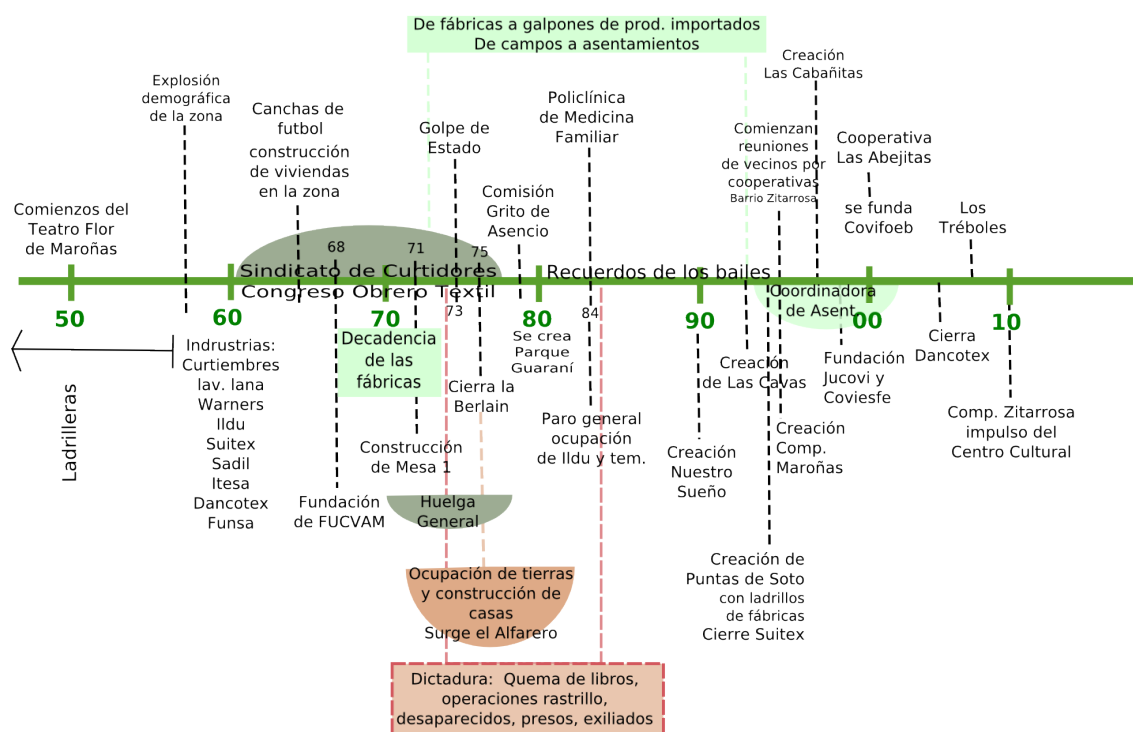 De fábricas a galpones de prod. importados
De campos a asentamientos
Creación
Las Cabañitas
Explosión
demográfica
de la zona
Canchas de
futbol
construcción
de viviendas
en la zona
Golpe de
Estado
Policlínica
de Medicina
Familiar
Comienzan
reuniones
de vecinos por
cooperativas
Barrio Zitarrosa
Cooperativa
Las Abejitas
Comisión
Grito de
Asencio
Comienzos del
Teatro Flor
de Maroñas
se funda
Covifoeb
Los
Tréboles
68
71
75
Sindicato de Curtidores
Congreso Obrero Textil
Recuerdos de los bailes
Coordinadora
de Asent.
73
84
50
60
70
80
90
00
10
Ladrilleras
Indrustrias:
Curtiembres
lav. lana
Warners
Ildu
Suitex
Sadil
Itesa
Dancotex
Funsa
Decadencia
de las
fábricas
Se crea
Parque
Guaraní
Cierra la
Berlain
Creación
de Las Cavas
Fundación
Jucovi y
Coviesfe
Cierra
Dancotex
Construcción
de Mesa 1
Paro general
ocupación
de Ildu y tem.
Creación
Nuestro
Sueño
Creación
Comp.
Maroñas
Comp. Zitarrosa
impulso del
Centro Cultural
Fundación
de FUCVAM
Huelga
General
Creación de
Puntas de Soto
con ladrillos
de fábricas
Cierre Suitex
Ocupación de tierras
y construcción de
casas
Surge el Alfarero
Dictadura: Quema de libros,
operaciones rastrillo,
desaparecidos, presos, exiliados